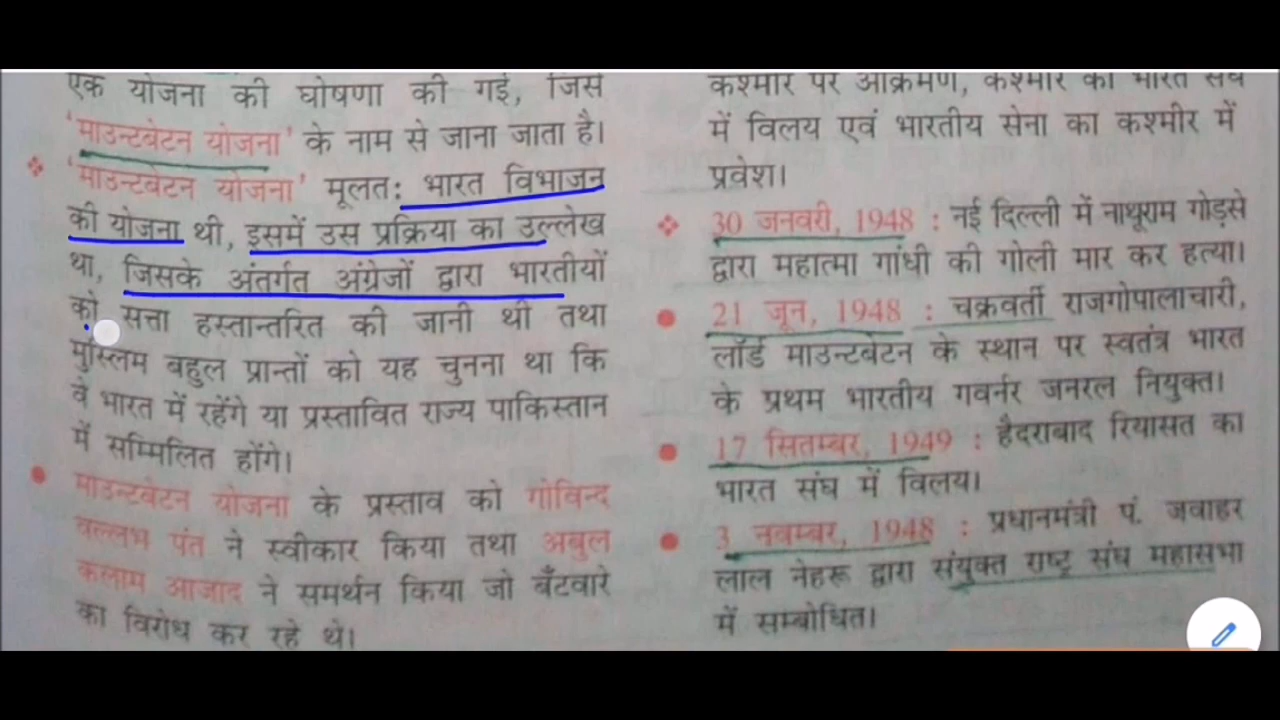 एक योजना की घोषणा की गई, जिसे
'माउन्टबेटन योजना' के नाम से जाना जाता है।
'माउन्टबेटन योजना' मूलतः भारत विभाजन
की योजना थी, इसमें उस प्रक्रिया का उल्लेख
था, जिसके अंतर्गत अंग्रेजों द्वारा भारतीयों
को सत्ता हस्तान्तरित की जानी थी तथा
मुस्लिम बहुल प्रान्तों को यह चुनना था कि
वे भारत में रहेंगे या प्रस्तावित राज्य पाकिस्तान
में सम्मिलित होंगे।
माउन्टबेटन योजना के प्रस्ताव को गोविन्द
वल्लभ पंत ने स्वीकार किया तथा अबुल
कलाम आजाद ने समर्थन किया जो बँटवारे
का विरोध कर रहे थे।
कश्मीर पर आक्रमण, कश्मीर का भारत संघ
में विलय एवं भारतीय सेना का कश्मीर में
प्रवेश।
30 जनवरी, 1948 : नई दिल्ली में नाथूराम गोड़से
द्वारा महात्मा गांधी की गोली मार कर हत्या।
21 जून, 1948 : चक्रवर्ती राजगोपालाचारी,
लॉर्ड माउन्टबेटन के स्थान पर स्वतंत्र भारत
के प्रथम भारतीय गवर्नर जनरल नियुक्त।
17 सितम्बर, 1949 : हैदराबाद रियासत का
भारत संघ में विलय।
3 नवम्बर, 1948 : प्रधानमंत्री पं. जवाहर
लाल नेहरू द्वारा संयुक्त राष्ट्र संघ महासभा
में सम्बोधित।